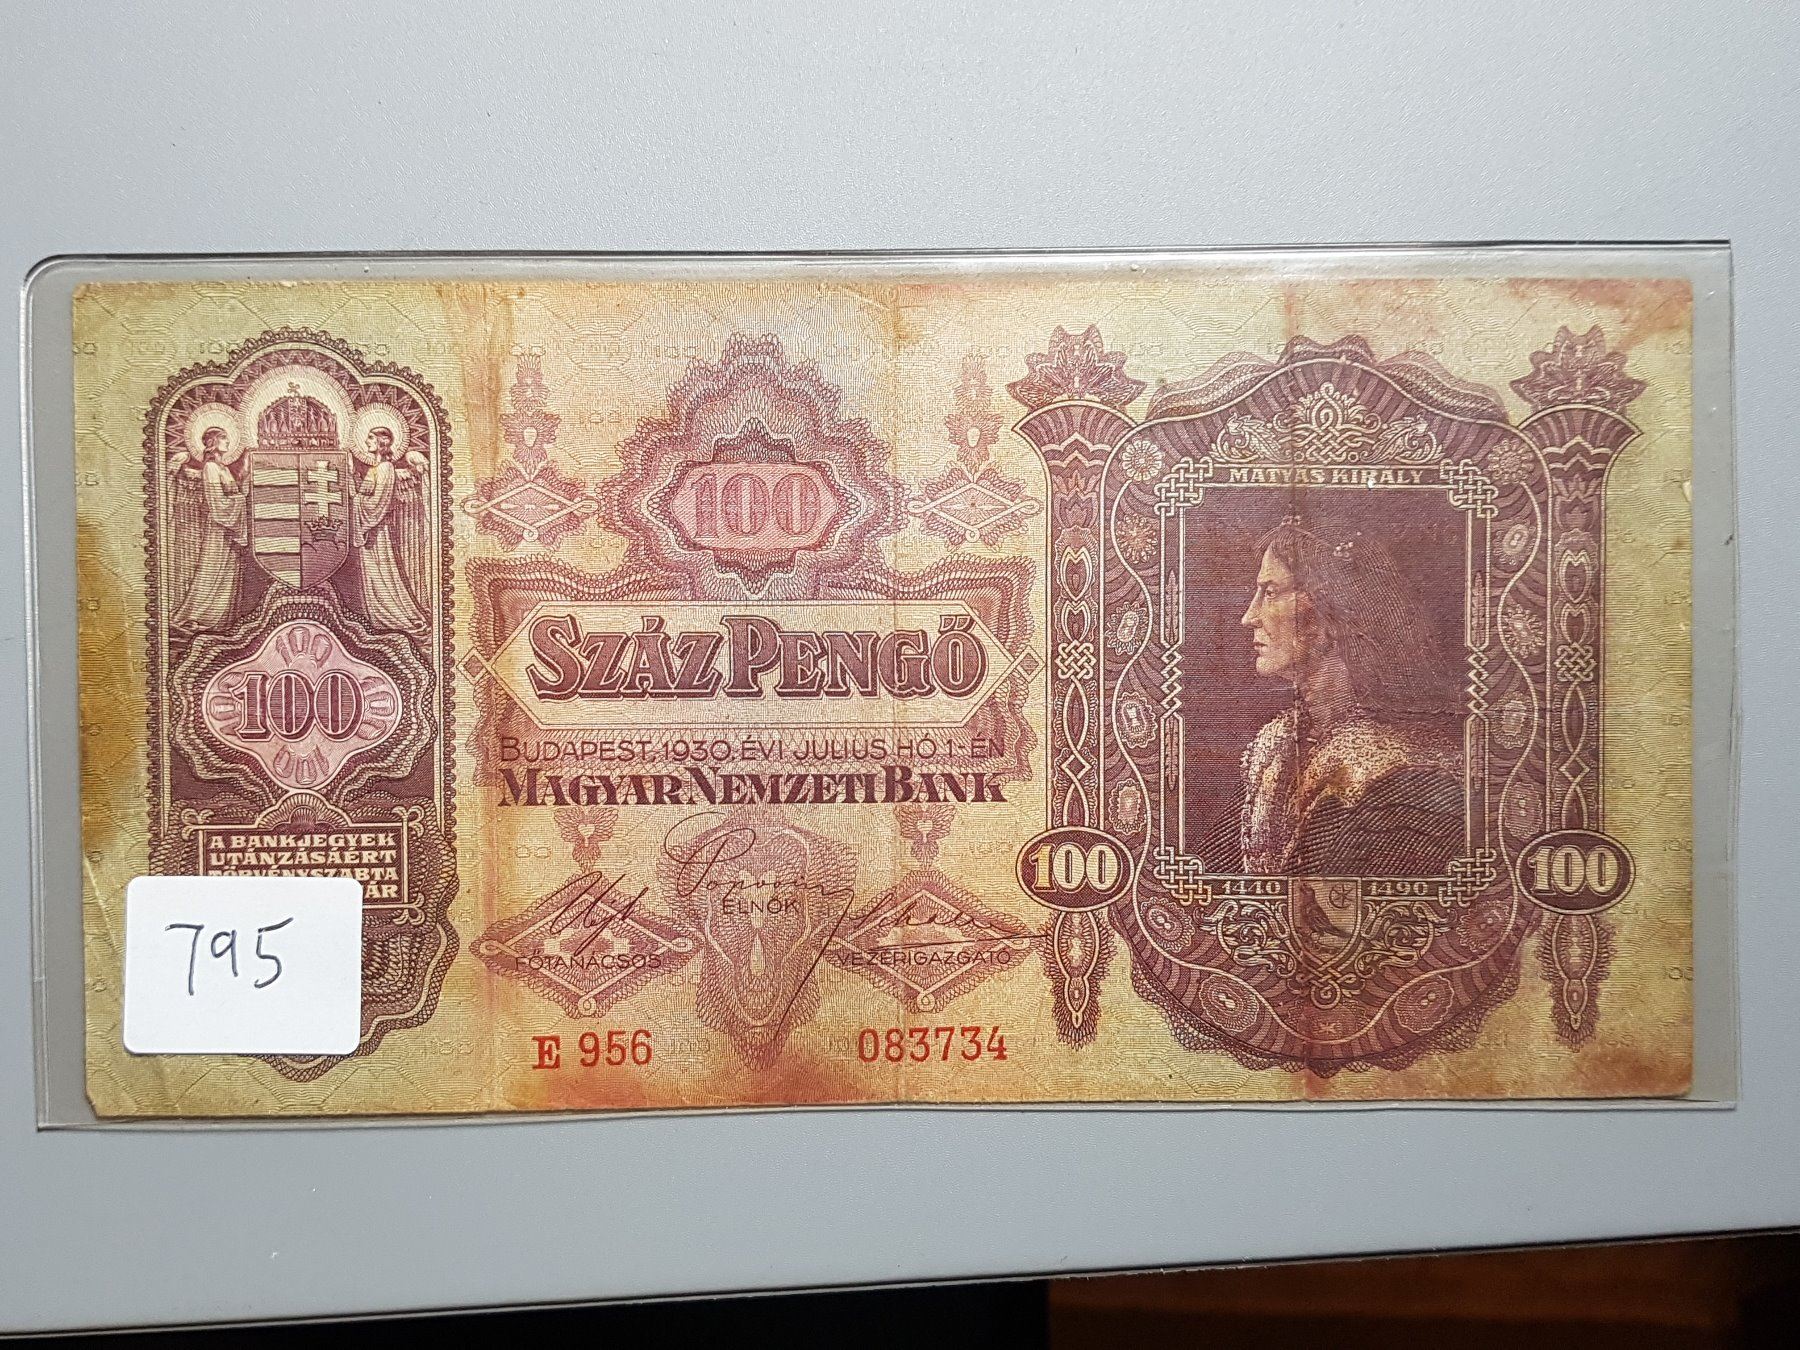 100
SZÁZ PENGŐ
BUDAPEST, 1930. ÉVI JULIUS HÓ 1-ÉN
MAGYAR NEMZETI BANK
100
A BANKJEGYEK
UTÁNZÁSÁÉRT
TÖRVÉNYSZABTA
ÁR
795
ELNÖK
FŐTANÁCSOS
VEZÉRIGAZGATÓ
E 956
083734
MÁTYÁS KIRÁLY
100
1440
1490
100